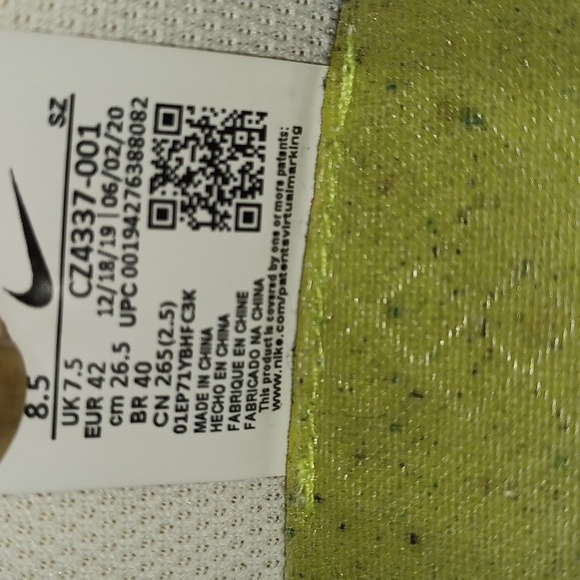 8.5 SZ
UK 7.5 CZ4337-001
EUR 42 12/18/19 | 06/02/20
cm 26.5 UPC 00194276388082
BR 40
CN 265(2.5)
01EP71YBHFC3K
MADE IN CHINA
HECHO EN CHINA
FABRIQUE EN CHINE
FABRICADO NA CHINA
This product is covered by one or more patents:
www.nike.com/patentsvirtualmarking